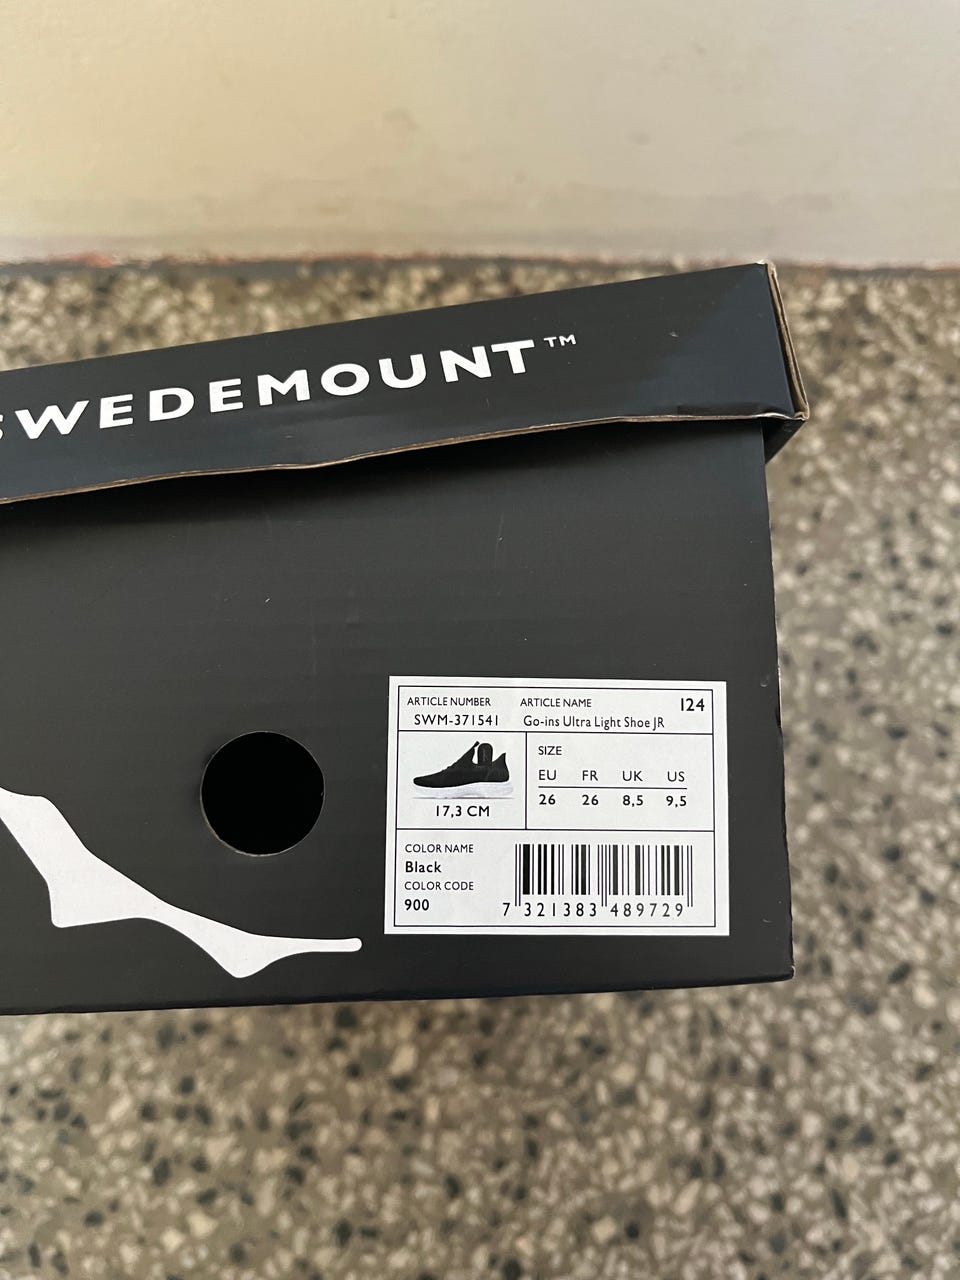 SWEDEMOUNT™
ARTICLE NUMBER ARTICLE NAME 124
SWM-371541 Go-ins Ultra Light Shoe JR
SIZE
EU FR UK US
26 26 8,5 9,5
17,3 CM
COLOR NAME
Black
COLOR CODE
900
7 321383 489729